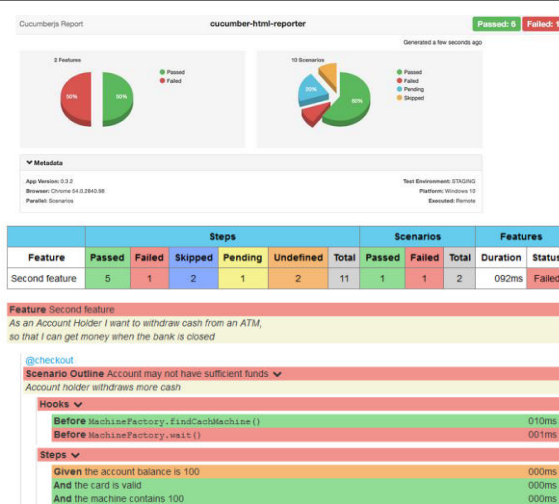 Cucumberjs Report cucumber-html-reporter Passed: 5 Failed: 1
Generated a few seconds ago
2 Features
Passed
Failed
50% 50%
10 Scenarios
Passed
Failed
Pending
Skipped
20%
60%
Metadata
App Version: 0.3.2 Test Environment: STAGING
Browser: Chrome 54.0.2840.98 Platform: Windows 10
Parallel: Scenarios Executed: Remote
Steps Scenarios Features
Feature Passed Failed Skipped Pending Undefined Total Passed Failed Total Duration Status
Second feature 5 1 2 1 2 11 1 1 2 092ms Failed
Feature Second feature
As an Account Holder I want to withdraw cash from an ATM,
so that I can get money when the bank is closed
@checkout
Scenario Outline Account may not have sufficient funds
Account holder withdraws more cash
Hooks
Before MachineFactory.findCachMachine() 010ms
Before MachineFactory.wait() 001ms
Steps
Given the account balance is 100 000ms
And the card is valid 000ms
And the machine contains 100 000ms